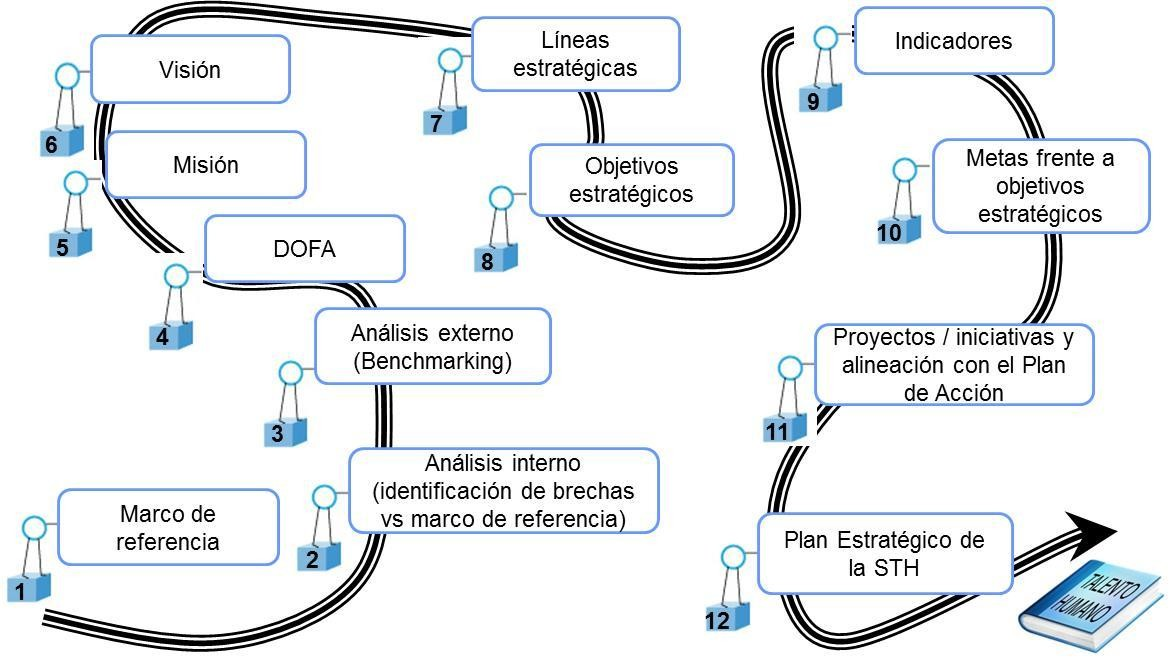 1
Marco de
referencia
2
Análisis interno
(identificación de brechas
vs marco de referencia)
3
Análisis externo
(Benchmarking)
4
DOFA
5
Misión
6
Visión
7
Líneas
estratégicas
8
Objetivos
estratégicos
9
Indicadores
10
Metas frente a
objetivos
estratégicos
11
Proyectos / iniciativas y
alineación con el Plan
de Acción
12
Plan Estratégico de
la STH
TALENTO
HUMANO